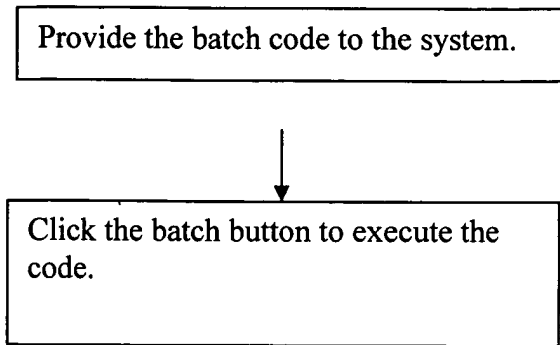 Provide the batch code to the system.
Click the batch button to execute the
code.